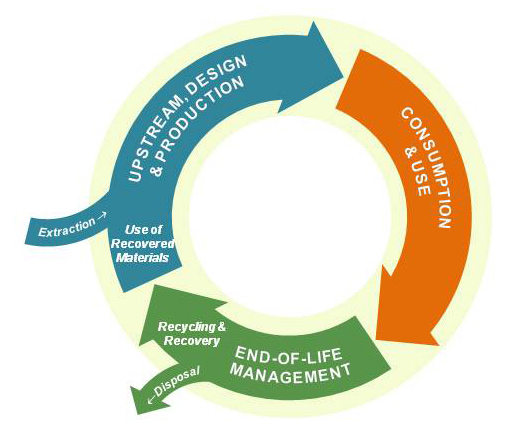 UPSTREAM, DESIGN
& PRODUCTION
CONSUMPTION
& USE
Extraction →
Use of
Recovered
Materials
Recycling &
Recovery
END-OF-LIFE
MANAGEMENT
←Disposal